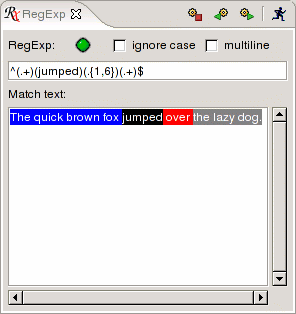 RegExp
RegExp: ignore case multiline
^(.+)(jumped)(.{1,6})(.+)$
Match text:
The quick brown fox jumped over the lazy dog.